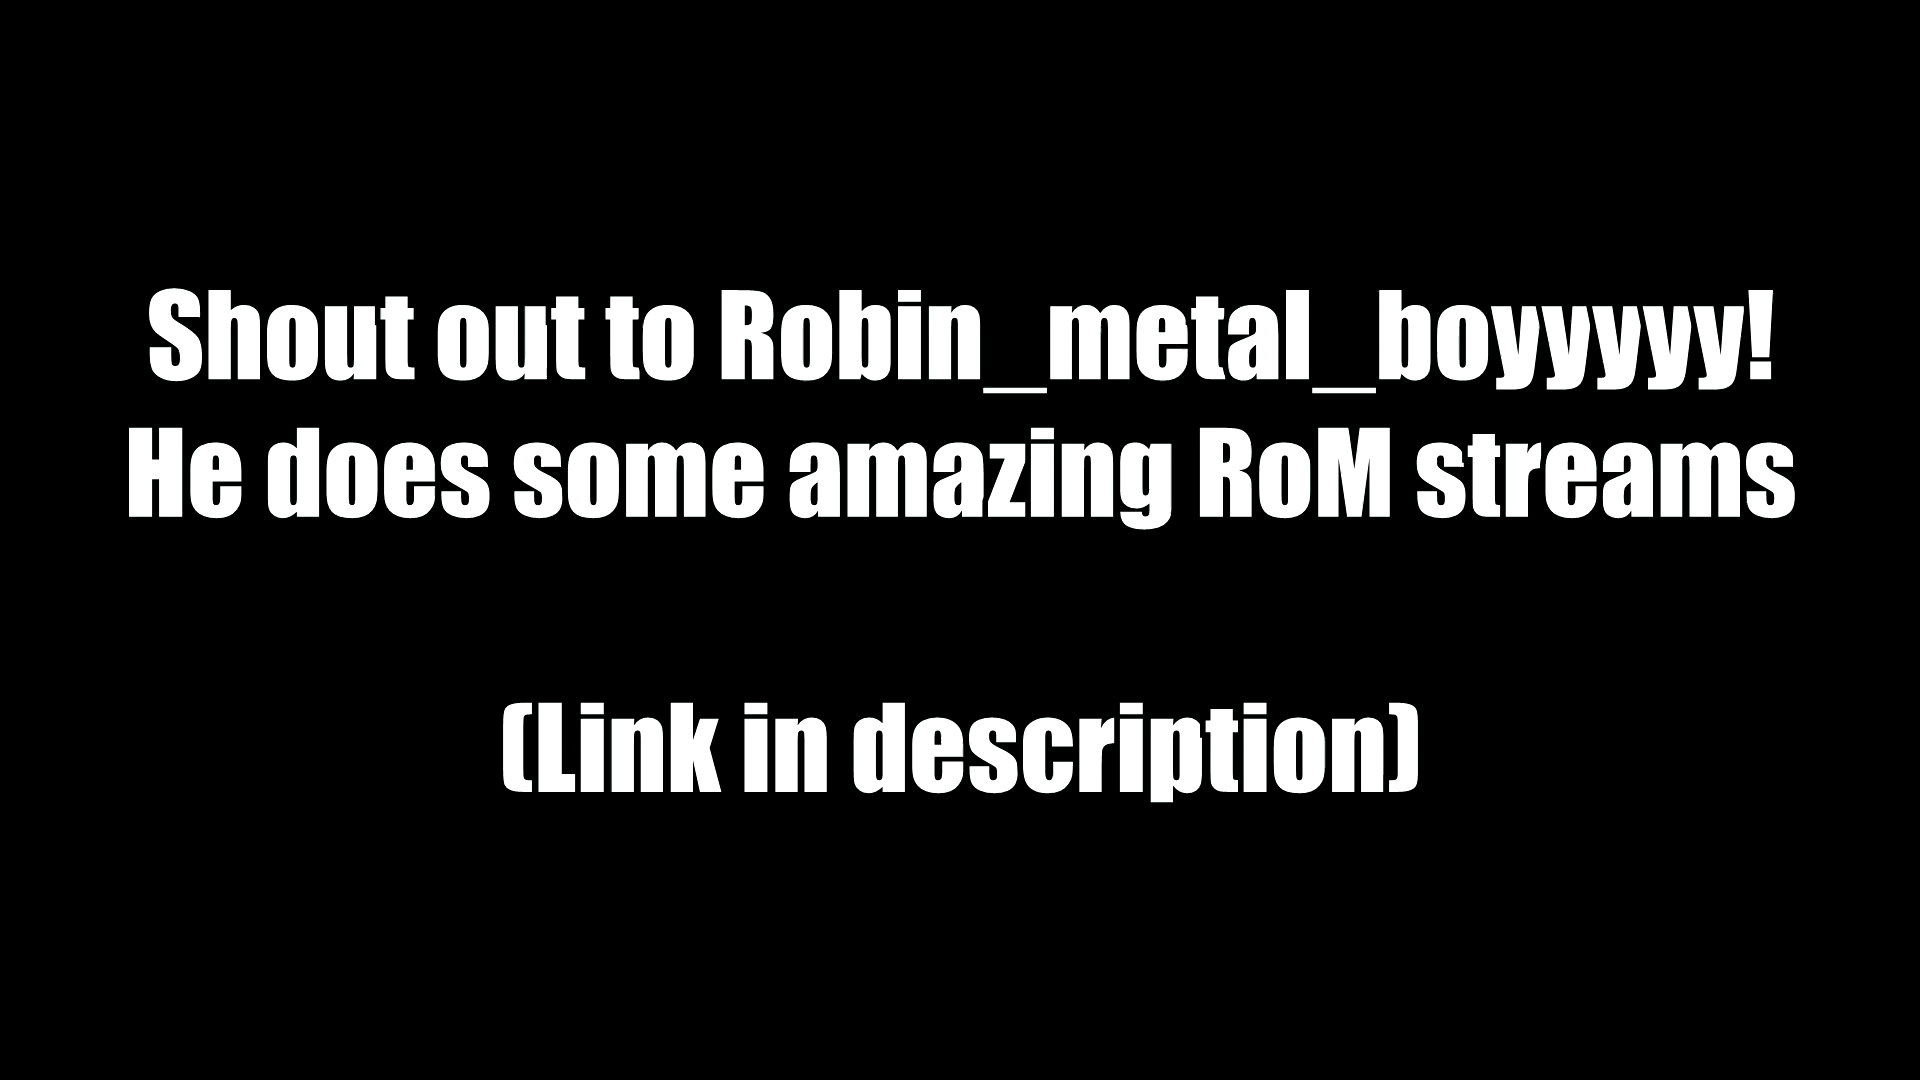 Shout out to Robin_metal_boyyyyy!
He does some amazing RoM streams
(Link in description)